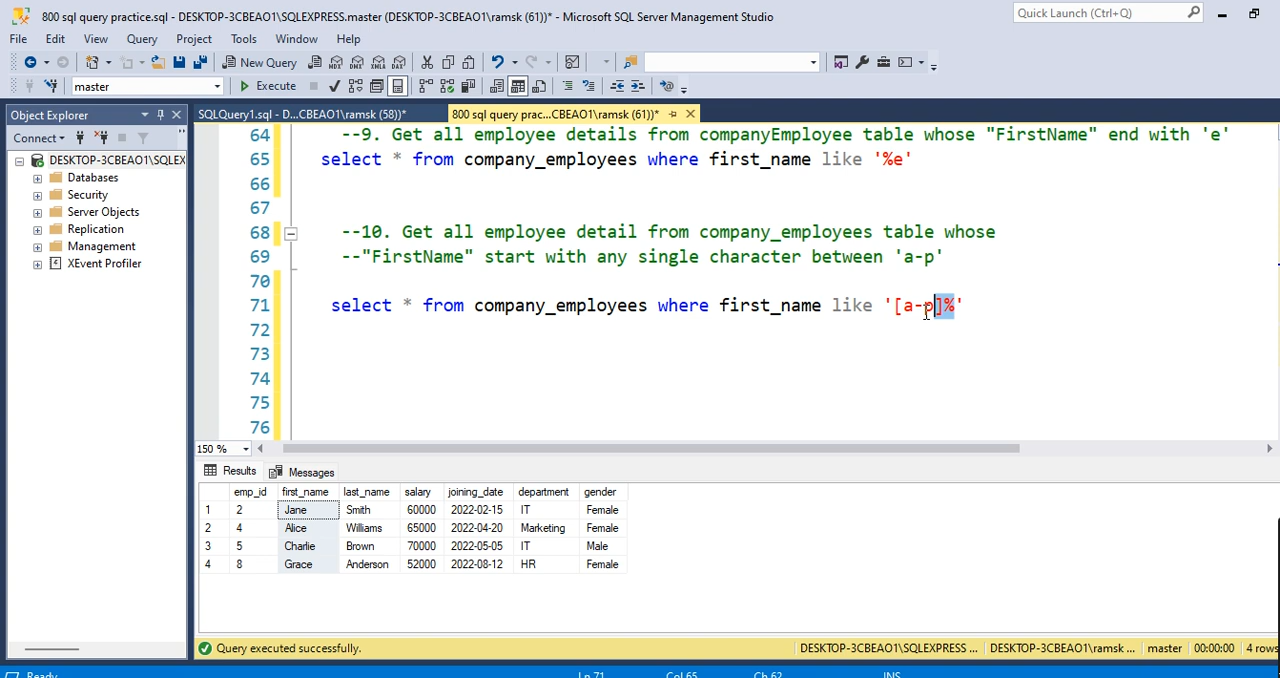 800 sql query practice.sql - DESKTOP-3CBEAO1\SQLEXPRESS.master (DESKTOP-3CBEAO1\ramsk (61))* - Microsoft SQL Server Management Studio
Quick Launch (Ctrl+Q)
File Edit View Query Project Tools Window Help
New Query
master
Execute
Object Explorer
SQLQuery1.sql - D...CBEAO1\ramsk (58))*
800 sql query prac...CBEAO1\ramsk (61))*
Connect
DESKTOP-3CBEAO1\SQLEX
Databases
Security
Server Objects
Replication
Management
XEvent Profiler
64 --9. Get all employee details from companyEmployee table whose "FirstName" end with 'e'
65 select * from company_employees where first_name like '%e'
66
67
68 --10. Get all employee detail from company_employees table whose
69 --"FirstName" start with any single character between 'a-p'
70
71 select * from company_employees where first_name like '[a-p]%'
72
73
74
75
76
150 %
Results Messages
emp_id first_name last_name salary joining_date department gender
1 2 Jane Smith 60000 2022-02-15 IT Female
2 4 Alice Williams 65000 2022-04-20 Marketing Female
3 5 Charlie Brown 70000 2022-05-05 IT Male
4 8 Grace Anderson 52000 2022-08-12 HR Female
Query executed successfully.
DESKTOP-3CBEAO1\SQLEXPRESS ... DESKTOP-3CBEAO1\ramsk ... master 00:00:00 4 rows
Ready Ln 71 Col 65 Ch 62 INS